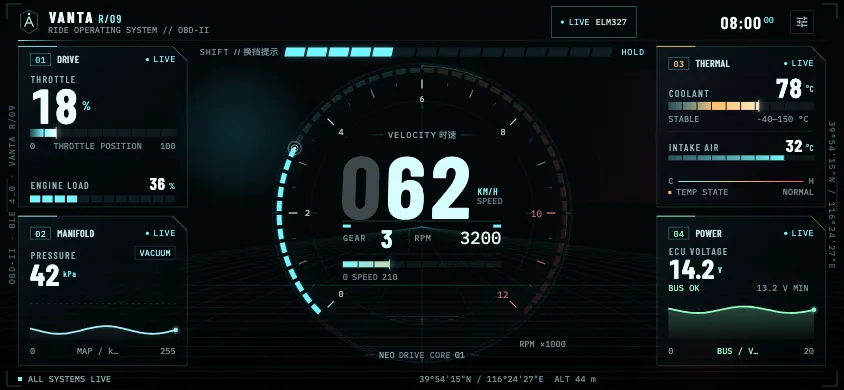 VANTA R/09
RIDE OPERATING SYSTEM // OBD-II
LIVE ELM327
08:00 00
SHIFT // 换挡提示
HOLD
01 DRIVE
LIVE
THROTTLE
18 %
0 THROTTLE POSITION 100
ENGINE LOAD 36 %
02 MANIFOLD
LIVE
PRESSURE
VACUUM
42 kPa
0 MAP / k… 255
OBD-II · BLE 4.0 · VANTA R/09
0
2
4
6
8
10
12
VELOCITY 时速
062
KM/H
SPEED
GEAR 3
RPM 3200
0 SPEED 210
RPM ×1000
NEO DRIVE CORE 01
03 THERMAL
LIVE
COOLANT 78 °C
STABLE -40–150 °C
INTAKE AIR 32 °C
C H
TEMP STATE NORMAL
04 POWER
LIVE
ECU VOLTAGE
14.2 V
BUS OK 13.2 V MIN
0 BUS / V… 20
39°54'15"N / 116°24'27"E
ALL SYSTEMS LIVE
39°54'15"N / 116°24'27"E ALT 44 m